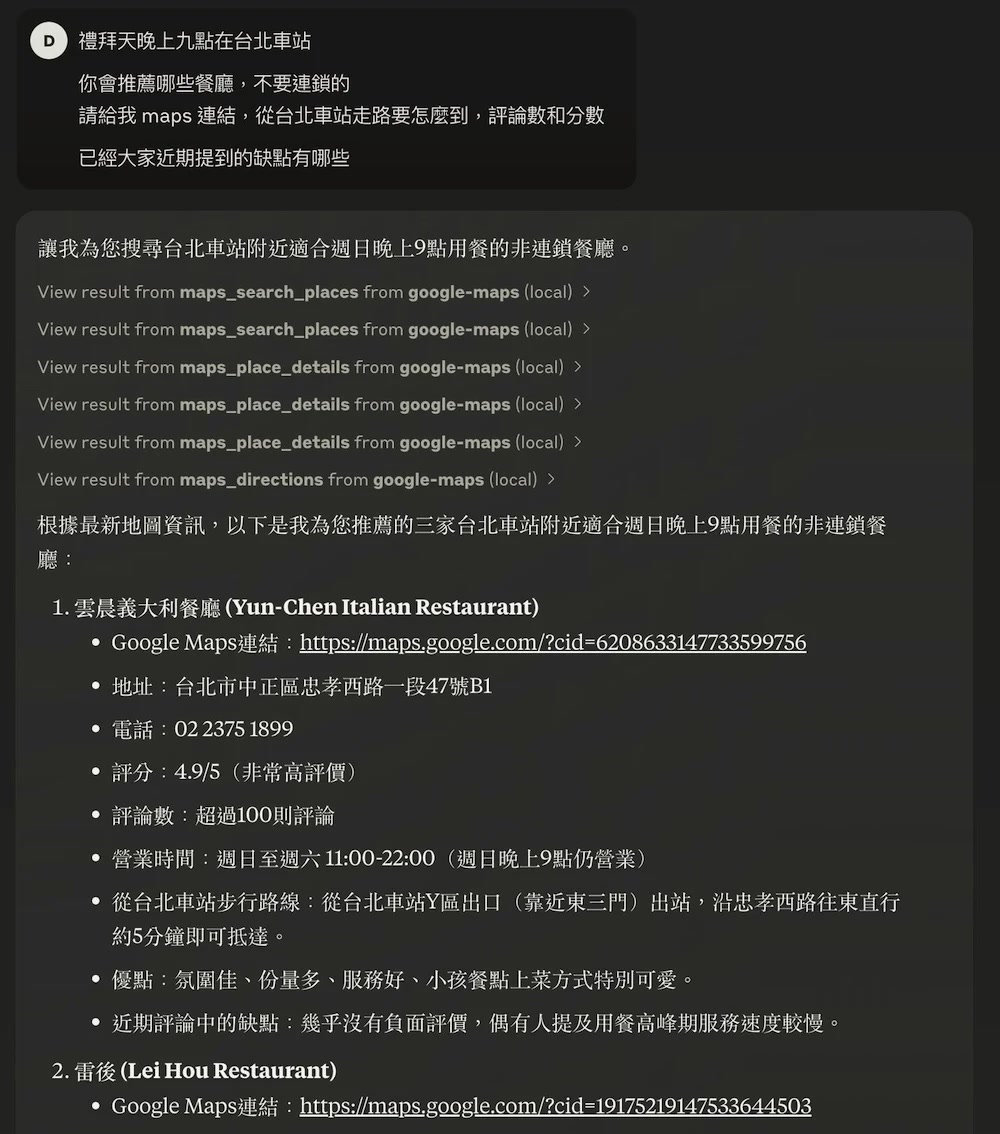 D
禮拜天晚上九點在台北車站
你會推薦哪些餐廳，不要連鎖的
請給我 maps 連結，從台北車站走路要怎麼到，評論數和分數
已經大家近期提到的缺點有哪些
讓我為您搜尋台北車站附近適合週日晚上9點用餐的非連鎖餐廳。
View result from maps_search_places from google-maps (local) >
View result from maps_search_places from google-maps (local) >
View result from maps_place_details from google-maps (local) >
View result from maps_place_details from google-maps (local) >
View result from maps_place_details from google-maps (local) >
View result from maps_directions from google-maps (local) >
根據最新地圖資訊，以下是我為您推薦的三家台北車站附近適合週日晚上9點用餐的非連鎖餐
廳：
1. 雲晨義大利餐廳 (Yun-Chen Italian Restaurant)
• Google Maps連結：https://maps.google.com/?cid=6208633147733599756
• 地址：台北市中正區忠孝西路一段47號B1
• 電話：02 2375 1899
• 評分：4.9/5（非常高評價）
• 評論數：超過100則評論
• 營業時間：週日至週六 11:00-22:00（週日晚上9點仍營業）
• 從台北車站步行路線：從台北車站Y區出口（靠近東三門）出站，沿忠孝西路往東直行
約5分鐘即可抵達。
• 優點：氛圍佳、份量多、服務好、小孩餐點上菜方式特別可愛。
• 近期評論中的缺點：幾乎沒有負面評價，偶有人提及用餐高峰期服務速度較慢。
2. 雷後 (Lei Hou Restaurant)
• Google Maps連結：https://maps.google.com/?cid=19175219147533644503